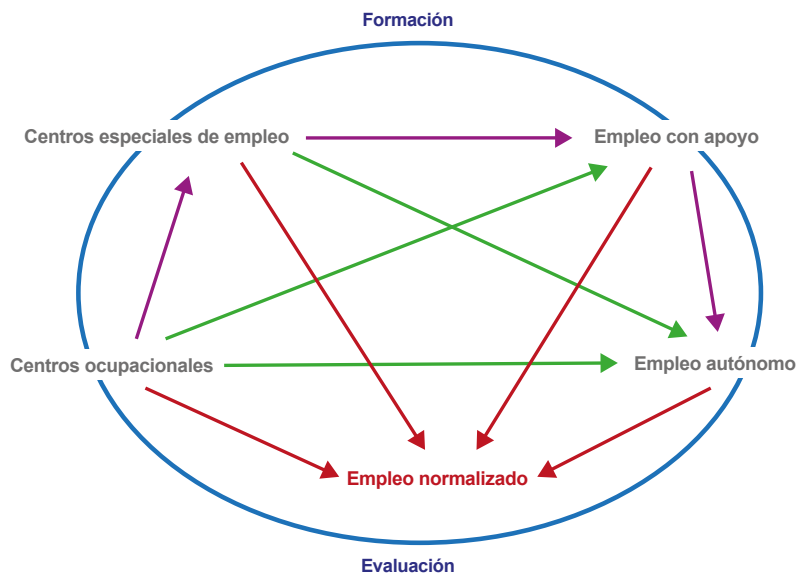 Formación
Centros especiales de empleo
Empleo con apoyo
Centros ocupacionales
Empleo autónomo
Empleo normalizado
Evaluación